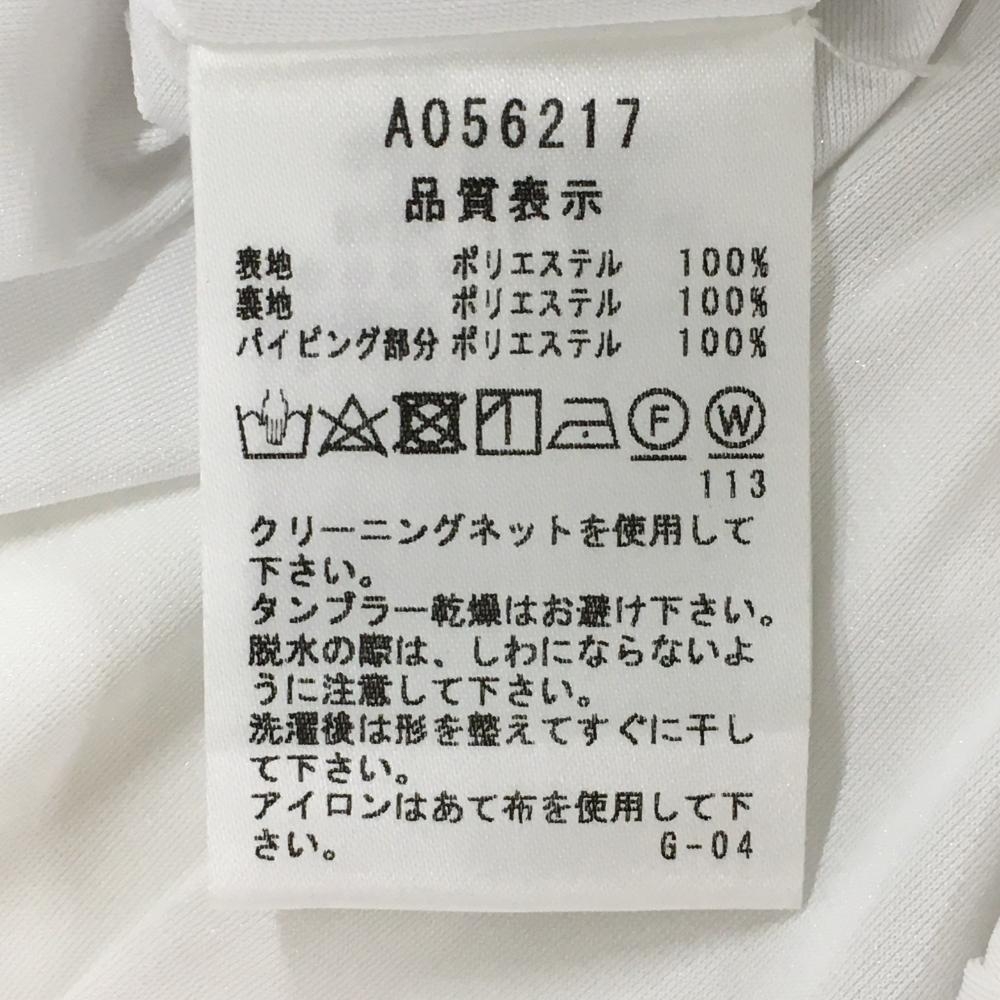 A056217
品質表示
表地 ポリエステル 100%
裏地 ポリエステル 100%
パイピング部分 ポリエステル 100%
F W
113
クリーニングネットを使用して
下さい。
タンブラー乾燥はお避け下さい。
脱水の際は、しわにならないよ
うに注意して下さい。
洗濯後は形を整えてすぐに干し
て下さい。
アイロンはあて布を使用して下
さい。 G-04